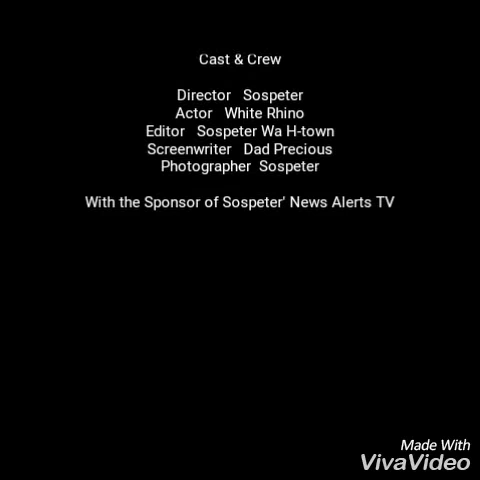 Cast & Crew
Director Sospeter
Actor White Rhino
Editor Sospeter Wa H-town
Screenwriter Dad Precious
Photographer Sospeter
With the Sponsor of Sospeter' News Alerts TV
Made With
VivaVideo